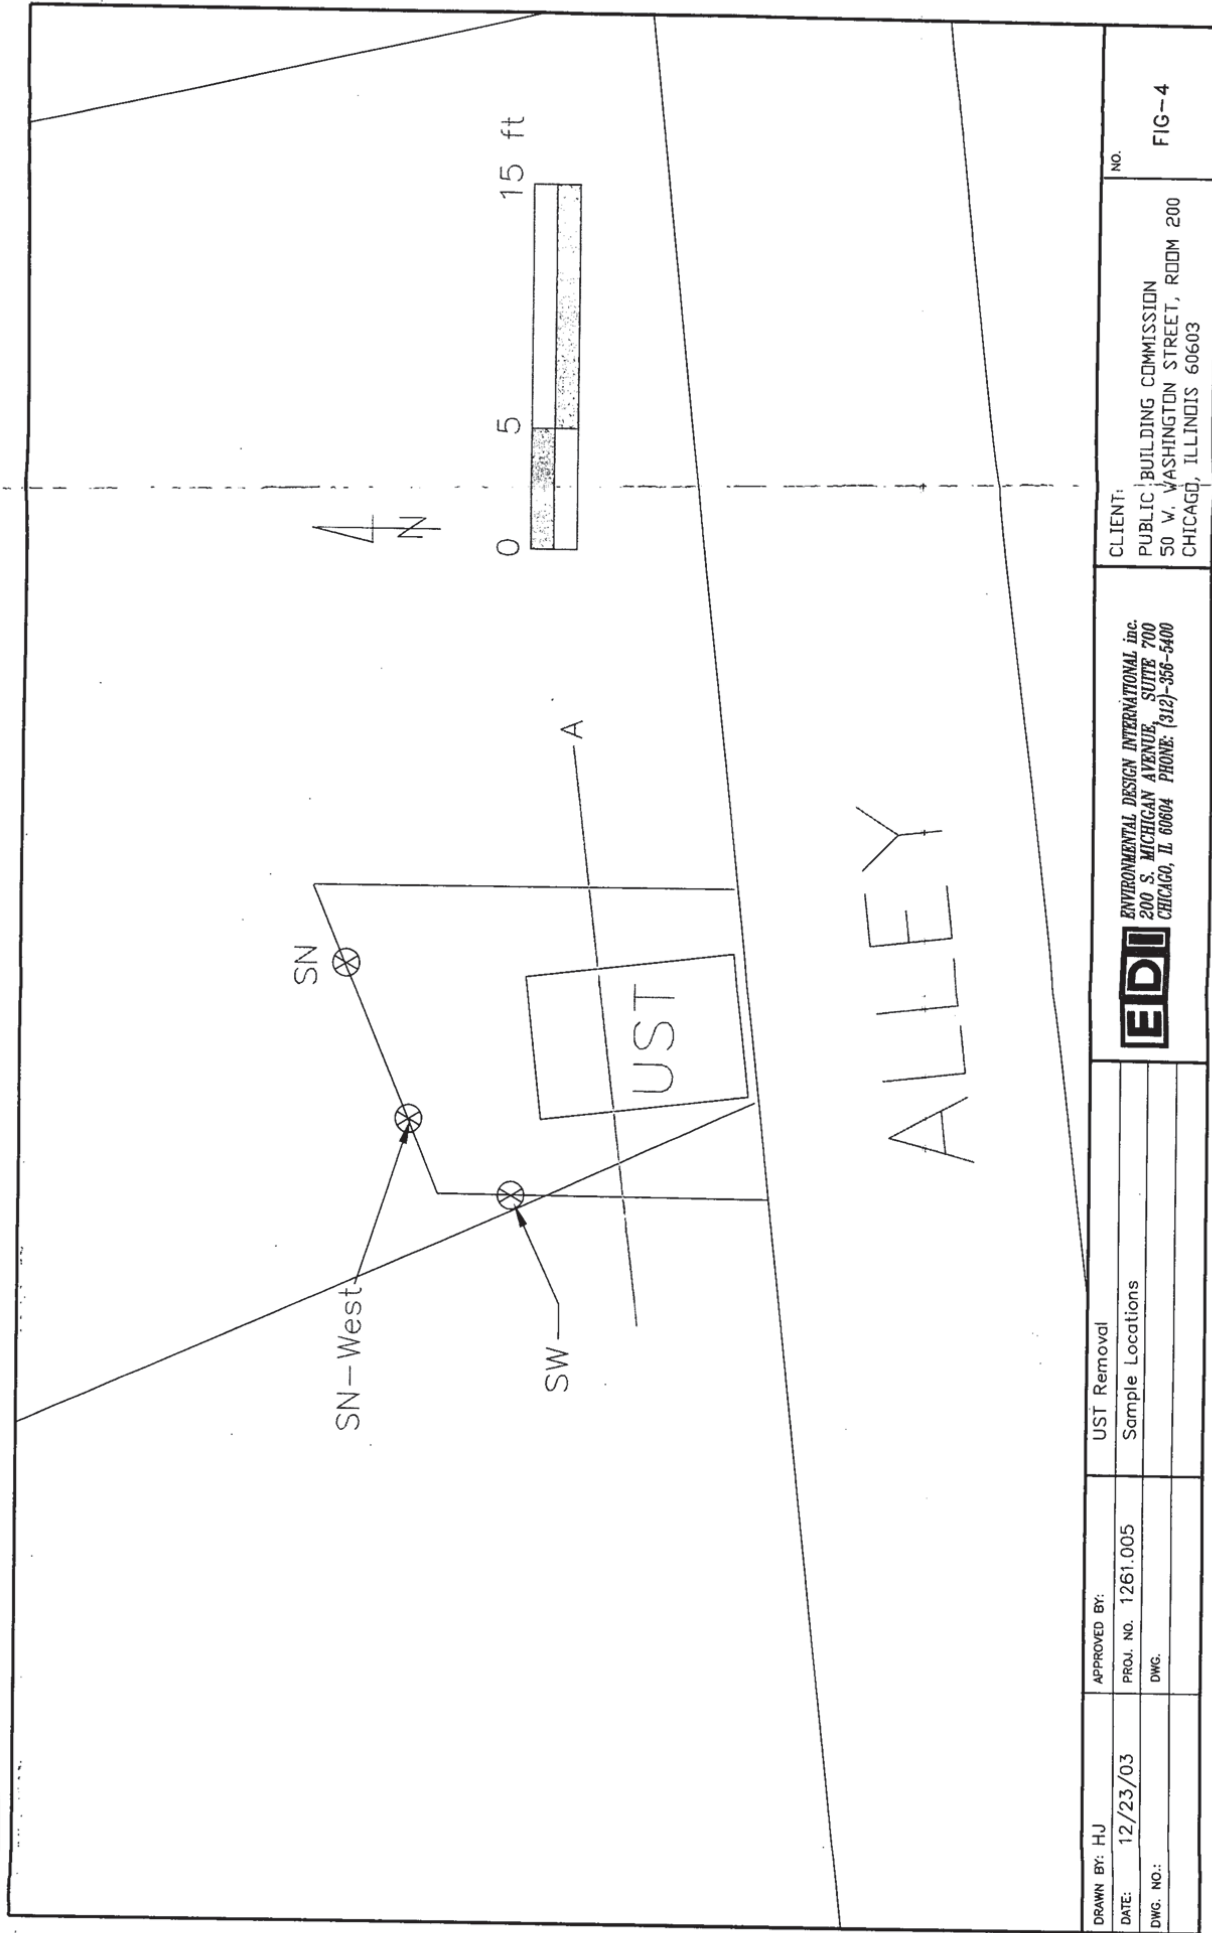 SN
SN-West
SW
A
UST
N
0
5
15 ft
ALLEY
DRAWN BY: HJ
DATE: 12/23/03
DWG. NO.:
APPROVED BY:
PROJ. NO. 1261.005
DWG.
UST Removal
Sample Locations
EDI
ENVIRONMENTAL DESIGN INTERNATIONAL inc.
200 S. MICHIGAN AVENUE, SUITE 700
CHICAGO, IL 60604 PHONE: (312)-356-5400
CLIENT:
PUBLIC BUILDING COMMISSION
50 W. WASHINGTON STREET, ROOM 200
CHICAGO, ILLINOIS 60603
NO.
FIG-4